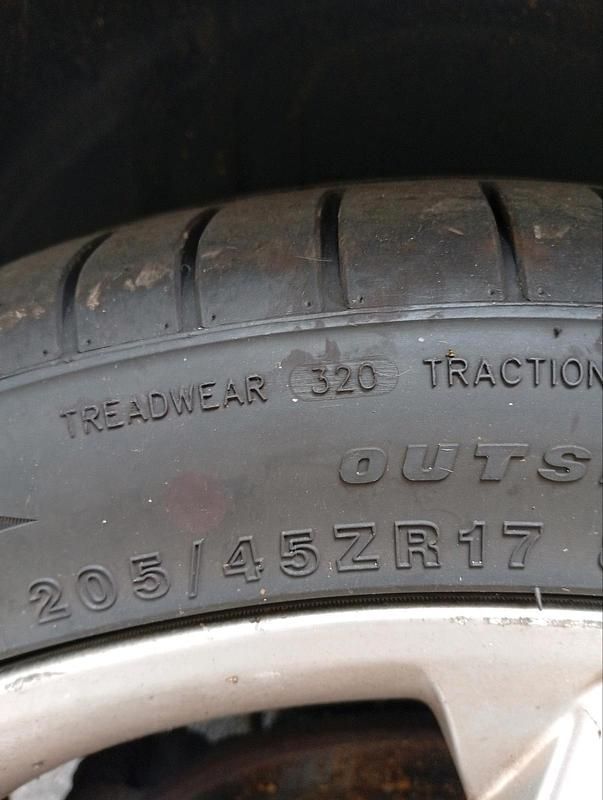 TREADWEAR 320 TRACTION
OUTS
205/45ZR17